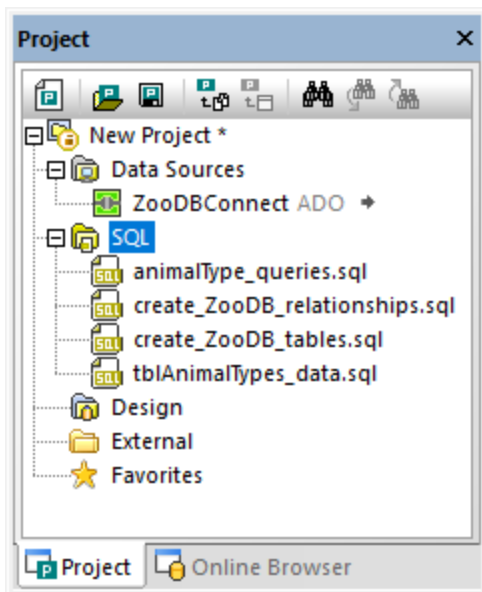 Project
New Project *
Data Sources
ZooDBConnect ADO
SQL
animalType_queries.sql
create_ZooDB_relationships.sql
create_ZooDB_tables.sql
tblAnimalTypes_data.sql
Design
External
Favorites
Project Online Browser